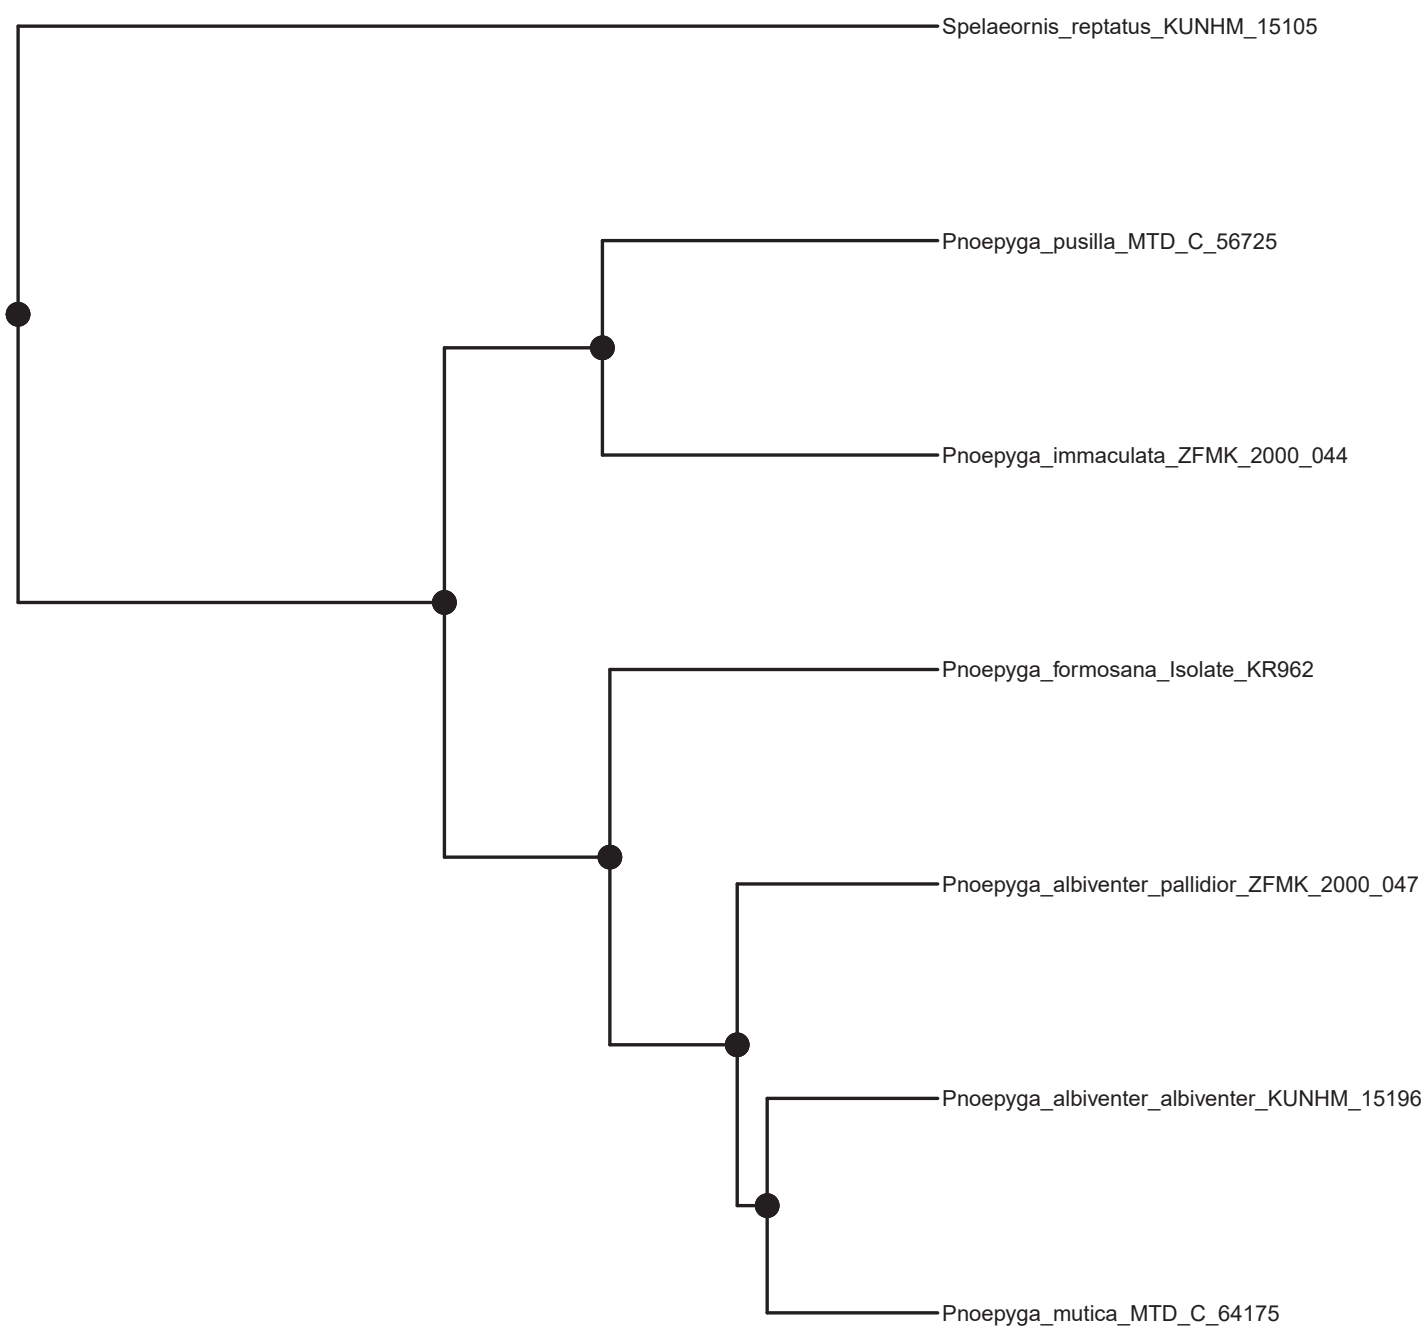 Spelaeornis_reptatus_KUNHM_15105
Pnoepyga_pusilla_MTD_C_56725
Pnoepyga_immaculata_ZFMK_2000_044
Pnoepyga_formosana_Isolate_KR962
Pnoepyga_albiventer_pallidior_ZFMK_2000_047
Pnoepyga_albiventer_albiventer_KUNHM_15196
Pnoepyga_mutica_MTD_C_64175